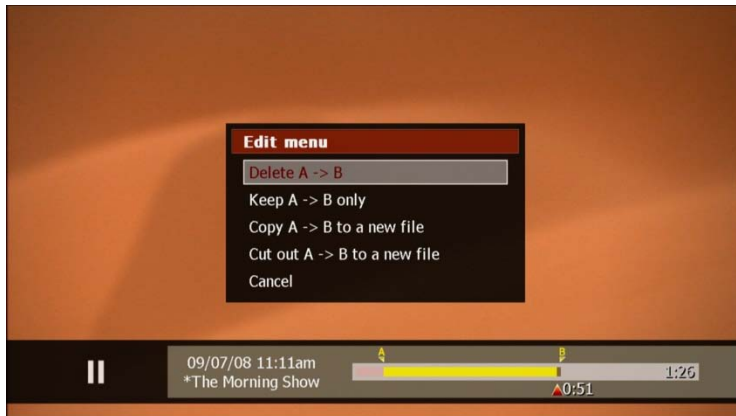 Edit menu
Delete A -> B
Keep A -> B only
Copy A -> B to a new file
Cut out A -> B to a new file
Cancel
09/07/08 11:11am
*The Morning Show
A
B
1:26
0:51